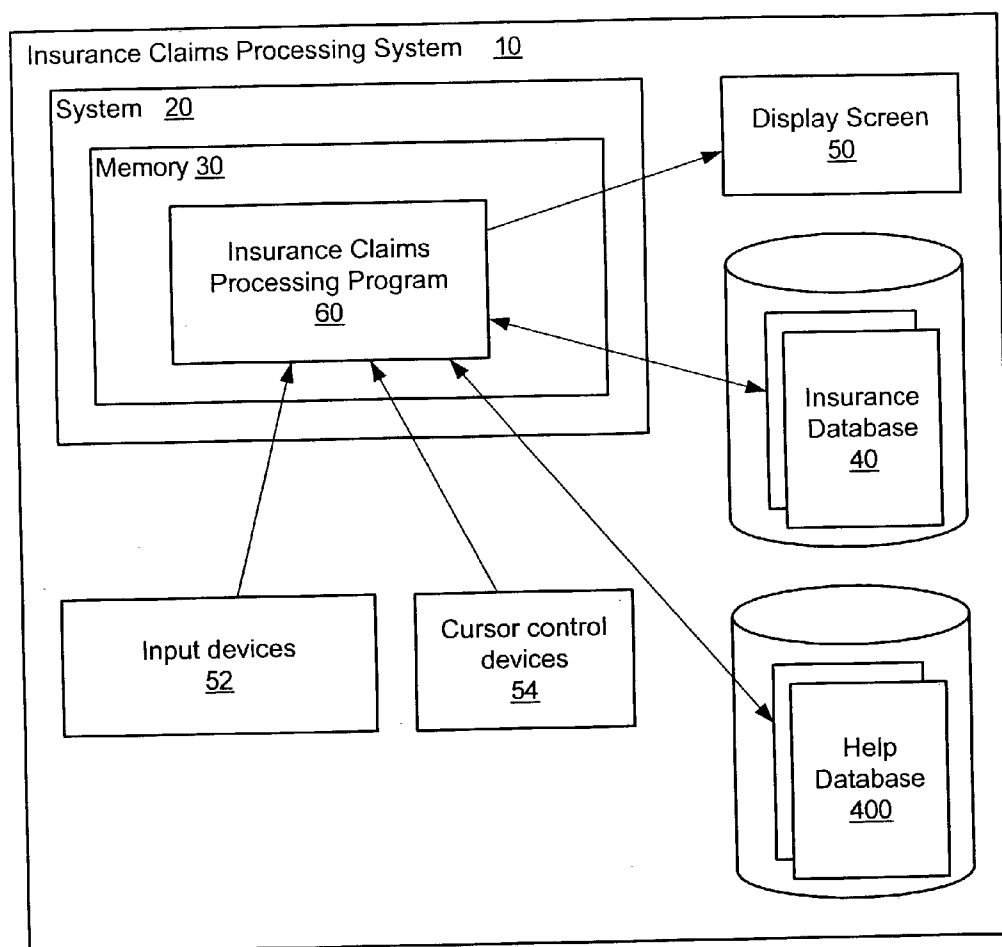 Insurance Claims Processing System 10
System 20
Memory 30
Insurance Claims
Processing Program
60
Display Screen
50
Insurance
Database
40
Input devices
52
Cursor control
devices
54
Help
Database
400